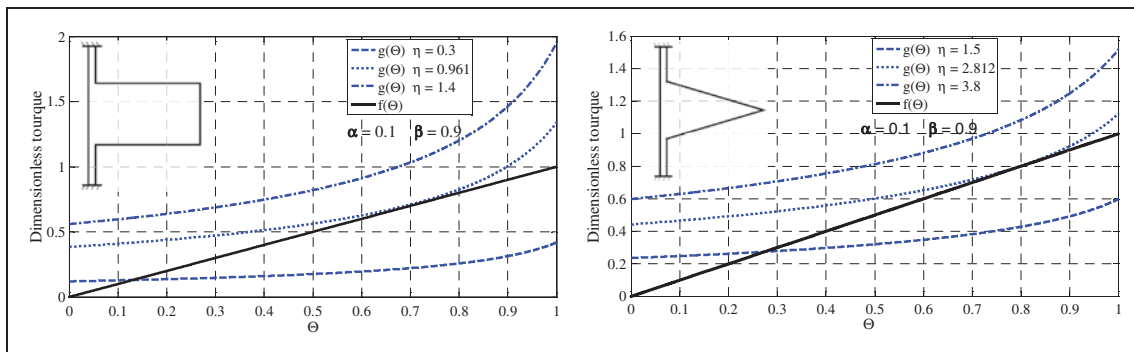 Dimensionless tourque
2
1.5
1
0.5
0
g(Θ) η = 0.3
g(Θ) η = 0.961
g(Θ) η = 1.4
f(Θ)
α = 0.1 β = 0.9
0 0.1 0.2 0.3 0.4 0.5 0.6 0.7 0.8 0.9 1
Θ
Dimensionless tourque
1.6
1.4
1.2
1
0.8
0.6
0.4
0.2
0
g(Θ) η = 1.5
g(Θ) η = 2.812
g(Θ) η = 3.8
f(Θ)
α = 0.1 β = 0.9
0 0.1 0.2 0.3 0.4 0.5 0.6 0.7 0.8 0.9 1
Θ